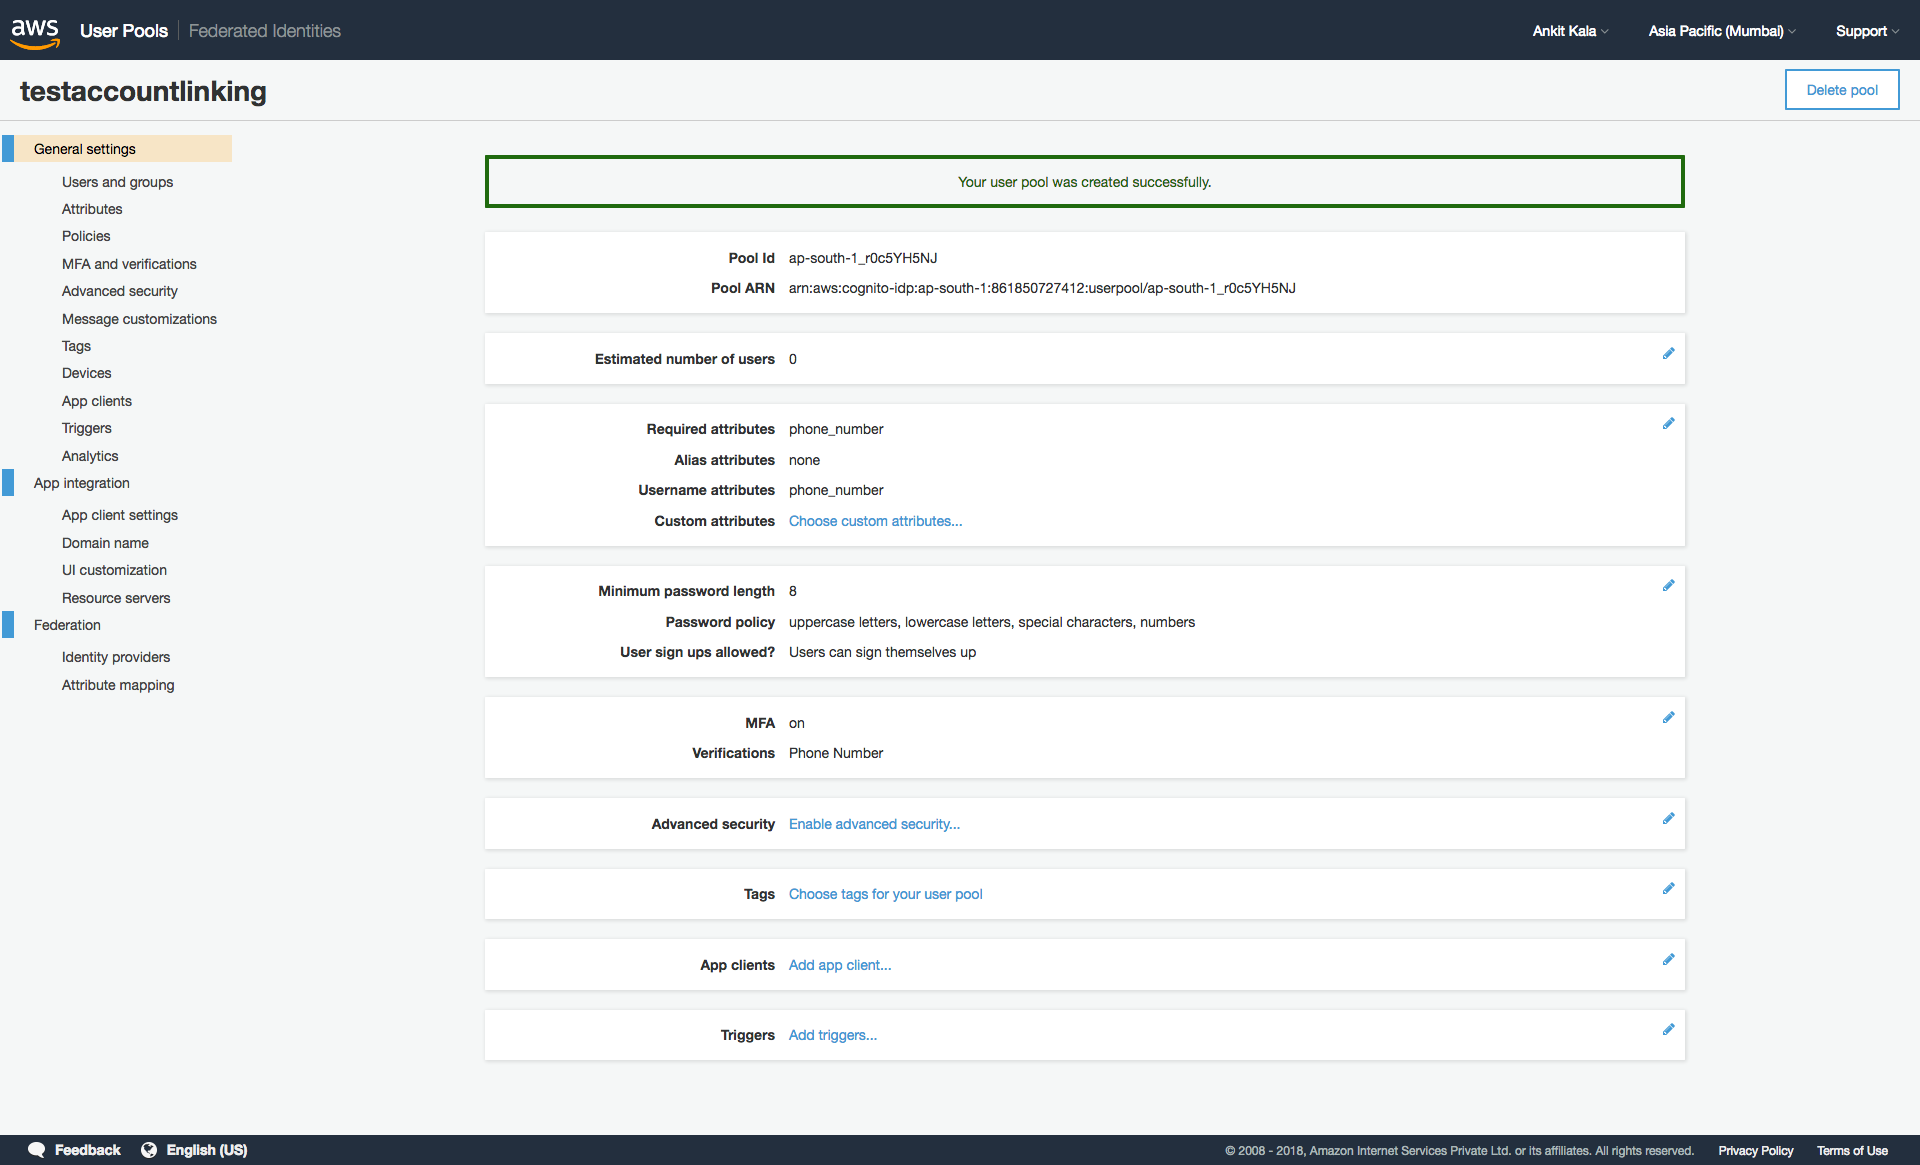 aws User Pools Federated Identities Ankit Kala Asia Pacific (Mumbai) Support
testaccountlinking Delete pool
General settings
Users and groups
Attributes
Policies
MFA and verifications
Advanced security
Message customizations
Tags
Devices
App clients
Triggers
Analytics
App integration
App client settings
Domain name
UI customization
Resource servers
Federation
Identity providers
Attribute mapping
Your user pool was created successfully.
Pool Id ap-south-1_r0c5YH5NJ
Pool ARN arn:aws:cognito-idp:ap-south-1:861850727412:userpool/ap-south-1_r0c5YH5NJ
Estimated number of users 0
Required attributes phone_number
Alias attributes none
Username attributes phone_number
Custom attributes Choose custom attributes...
Minimum password length 8
Password policy uppercase letters, lowercase letters, special characters, numbers
User sign ups allowed? Users can sign themselves up
MFA on
Verifications Phone Number
Advanced security Enable advanced security...
Tags Choose tags for your user pool
App clients Add app client...
Triggers Add triggers...
Feedback English (US) © 2008 - 2018, Amazon Internet Services Private Ltd. or its affiliates. All rights reserved. Privacy Policy Terms of Use